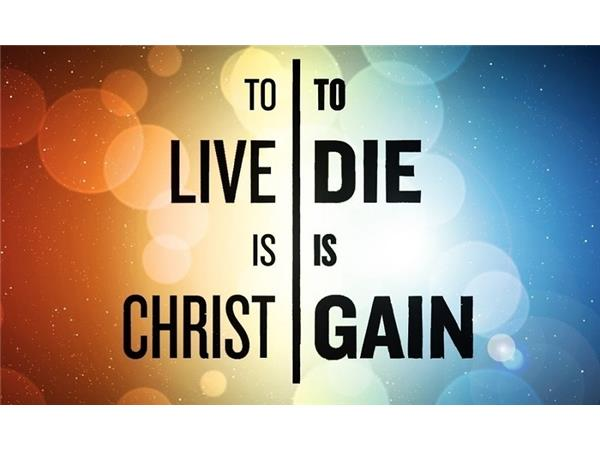 TO
LIVE
IS
CHRIST
TO
DIE
IS
GAIN